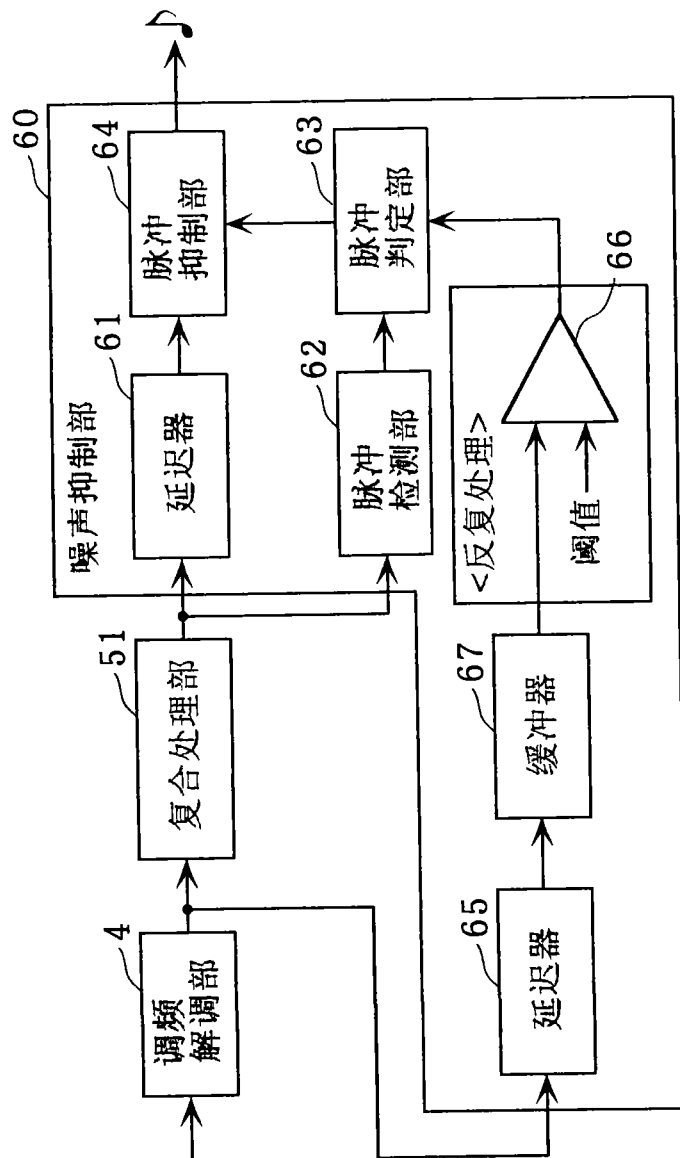 4
调频
解调部
51
复合处理部
噪声抑制部
60
61
延迟器
64
脉冲
抑制部
62
脉冲
检测部
63
脉冲
判定部
65
延迟器
67
缓冲器
<反复处理>
阈值
66